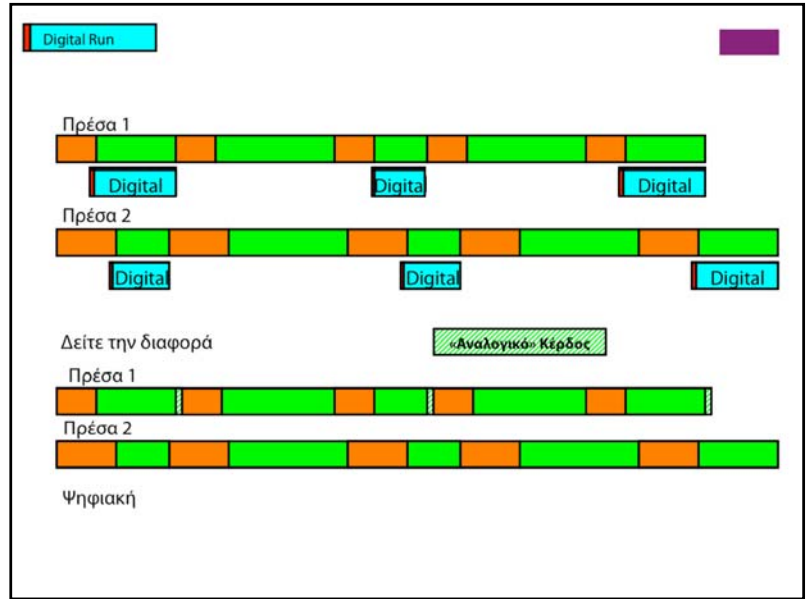 Digital Run
Πρέσα 1
Digital
Digital
Digital
Πρέσα 2
Digital
Digital
Digital
Δείτε την διαφορά
«Αναλογικό» Κέρδος
Πρέσα 1
Πρέσα 2
Ψηφιακή